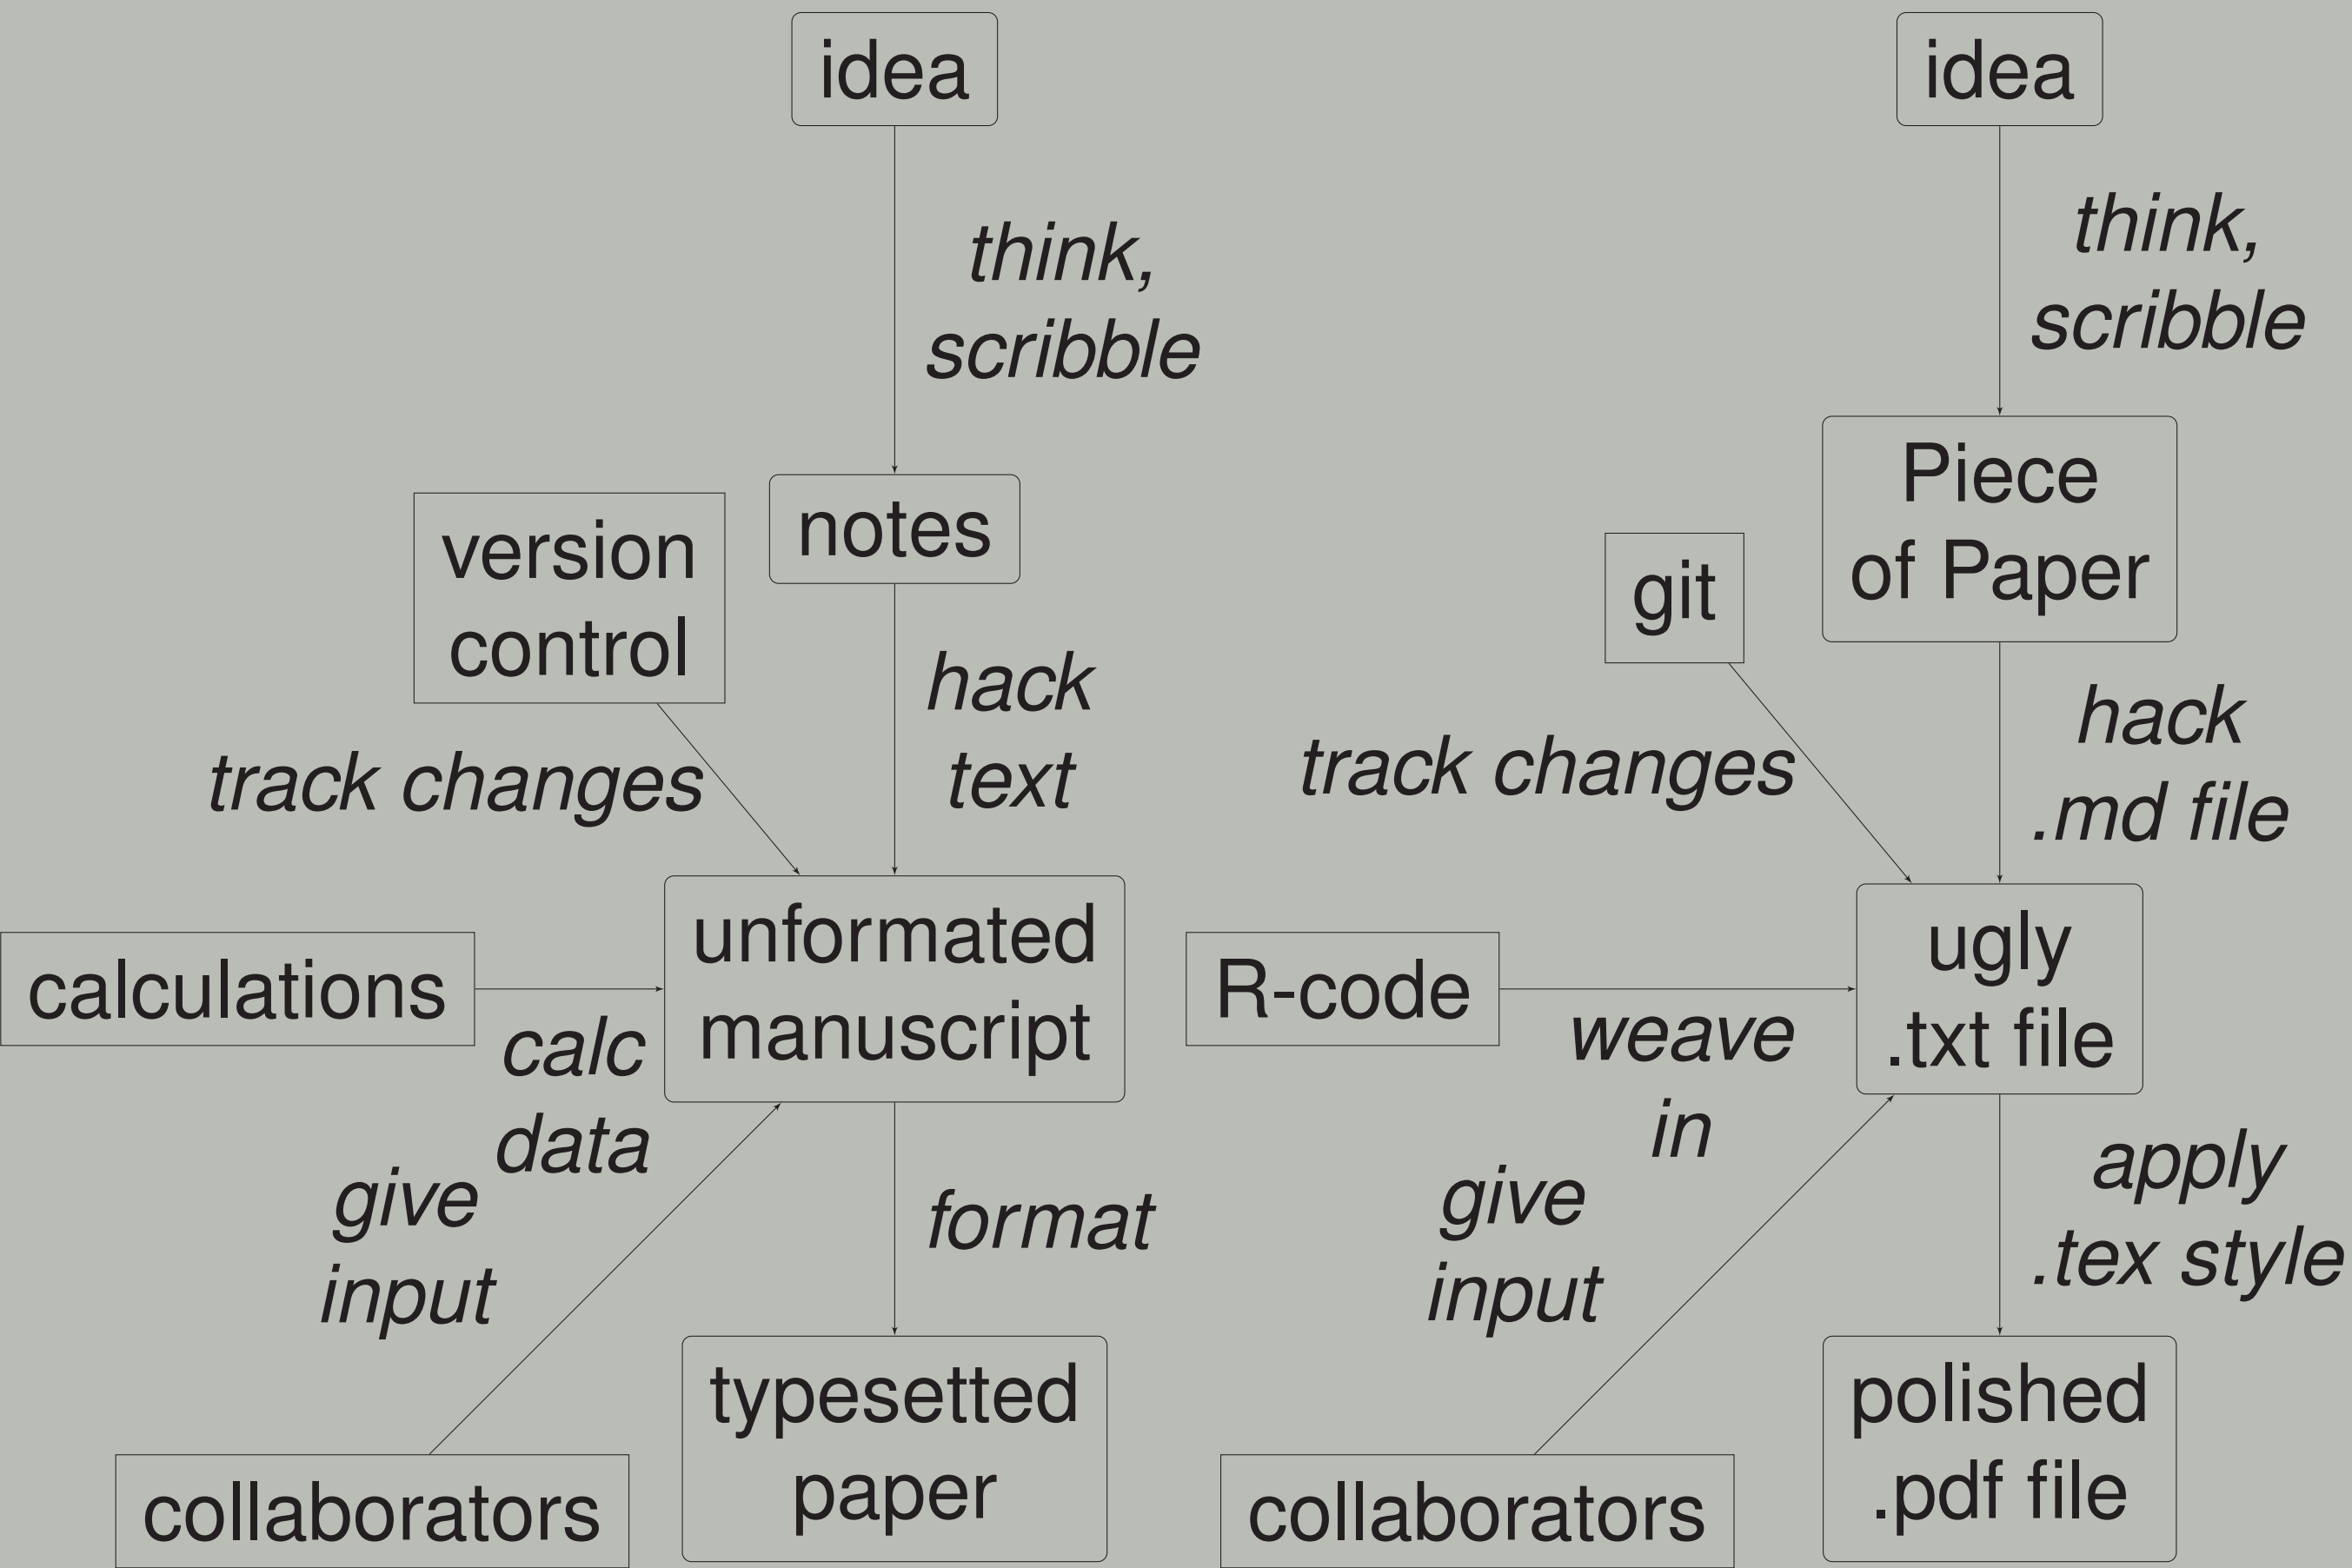 idea
think,
scribble
notes
version
control
hack
text
track changes
unformated
manuscript
calculations
calc
data
give
input
format
typesetted
paper
collaborators
idea
think,
scribble
Piece
of Paper
git
hack
.md file
track changes
ugly
.txt file
R-code
weave
in
give
input
apply
.tex style
polished
.pdf file
collaborators